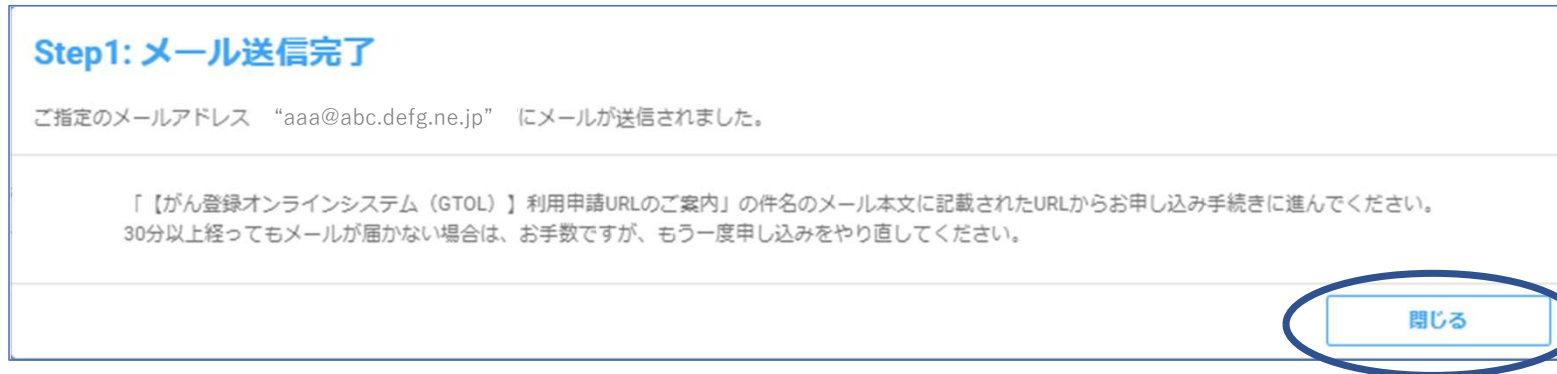 Step1: メール送信完了
ご指定のメールアドレス “aaa@abc.defg.ne.jp” にメールが送信されました。
「【がん登録オンラインシステム（GTOL）】利用申請URLのご案内」の件名のメール本文に記載されたURLからお申し込み手続きに進んでください。
30分以上経ってもメールが届かない場合は、お手数ですが、もう一度申し込みをやり直してください。
閉じる